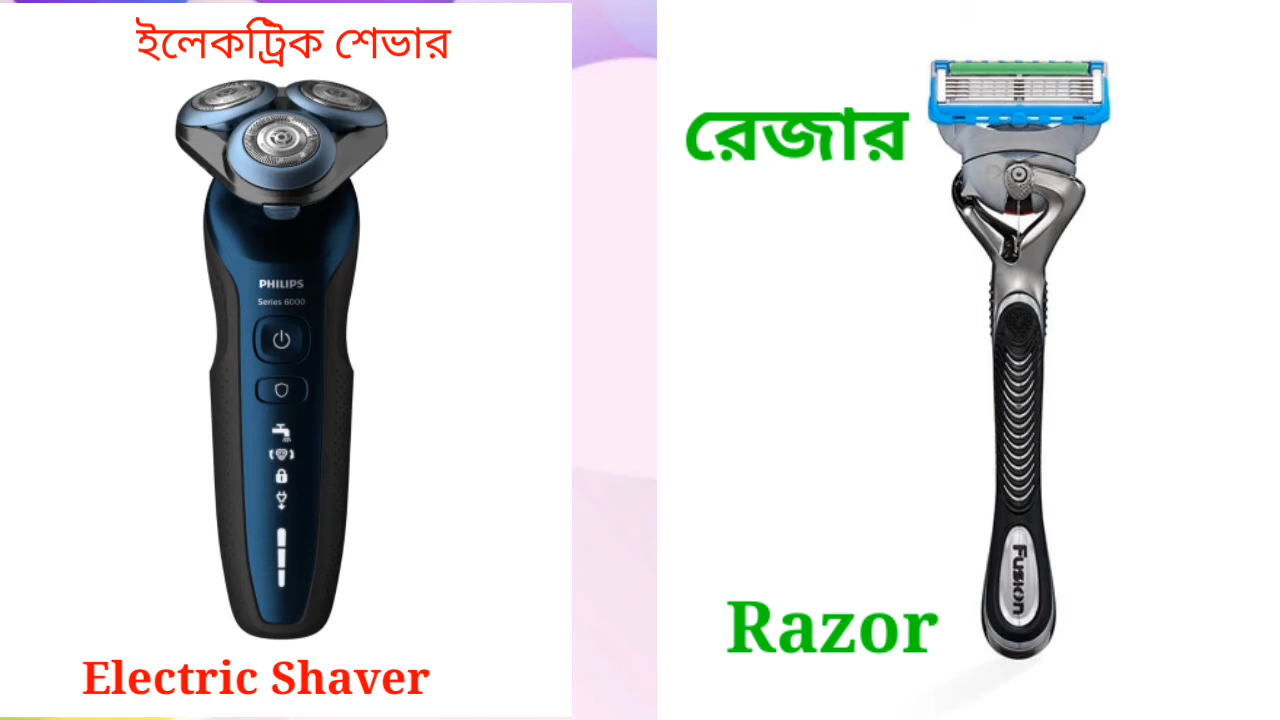 ইলেকট্রিক শেভার
PHILIPS
Series 6000
Electric Shaver
রেজার
Fusion
Razor